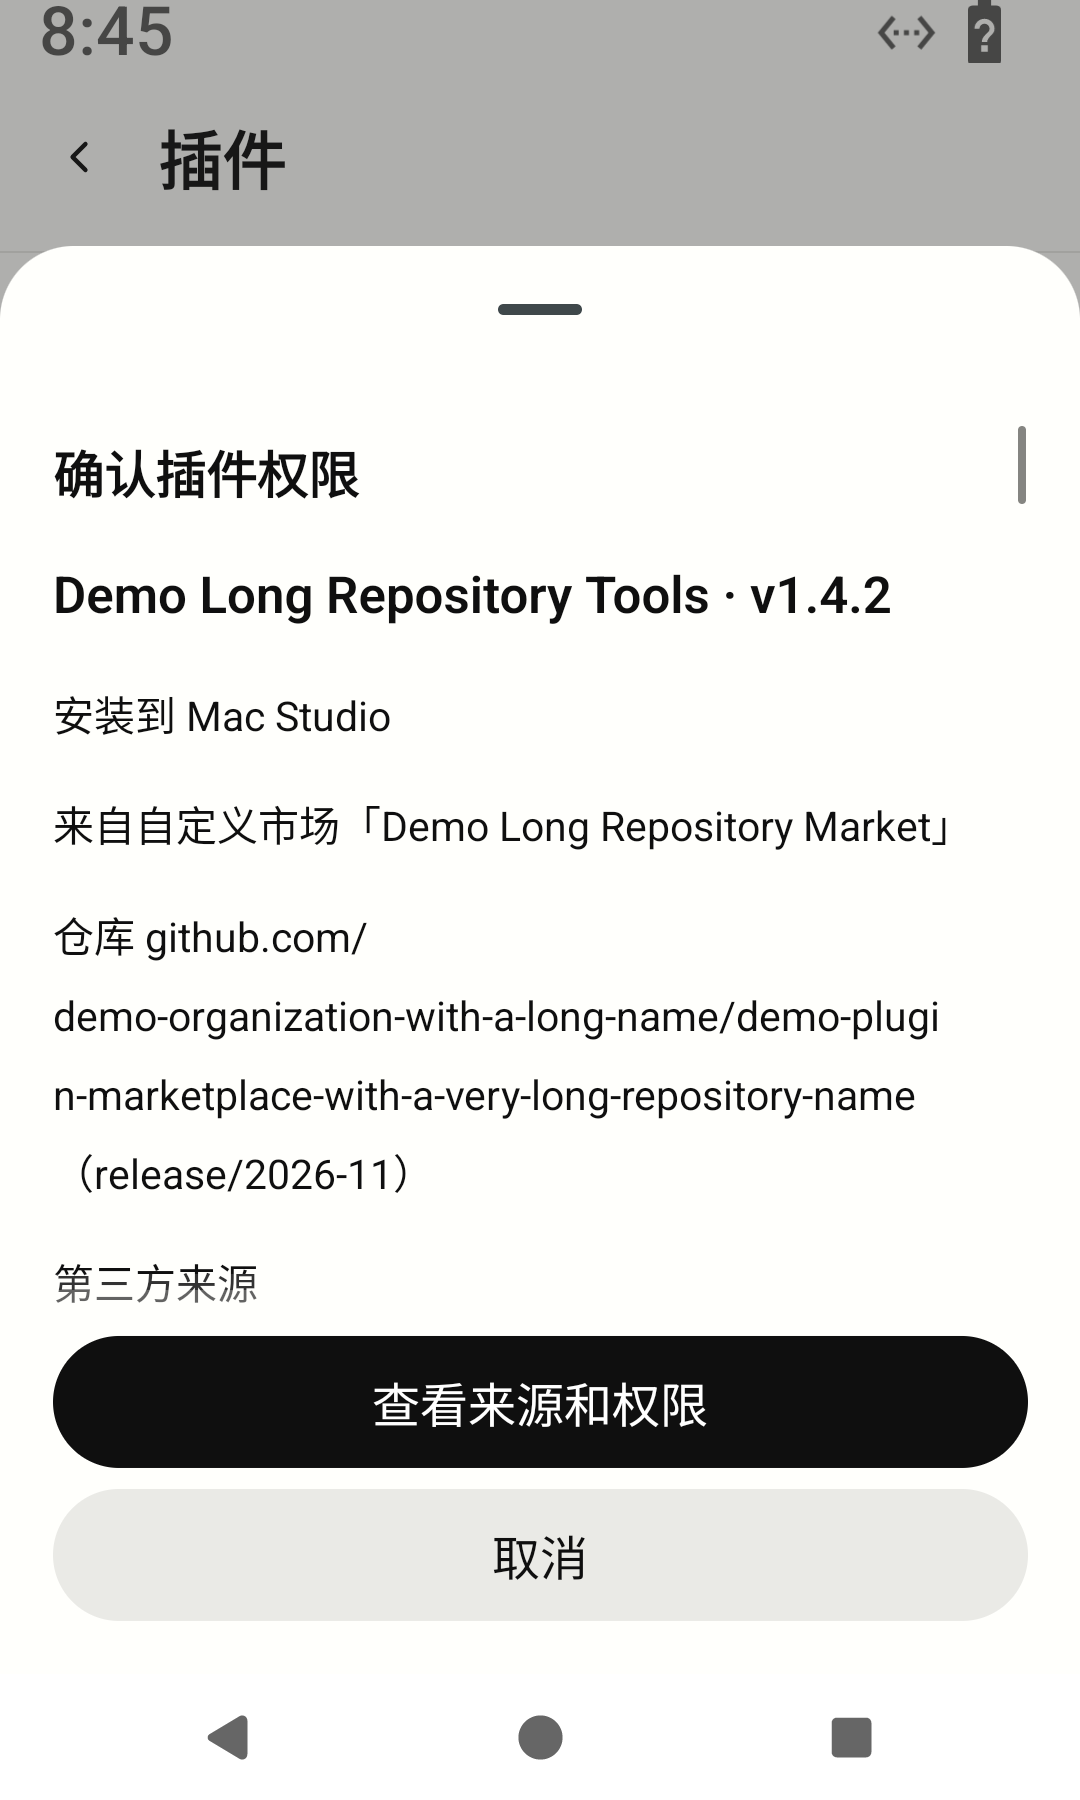 8:45
插件
确认插件权限
Demo Long Repository Tools · v1.4.2
安装到 Mac Studio
来自自定义市场「Demo Long Repository Market」
仓库 github.com/
demo-organization-with-a-long-name/demo-plugi
n-marketplace-with-a-very-long-repository-name
（release/2026-11）
第三方来源
查看来源和权限
取消